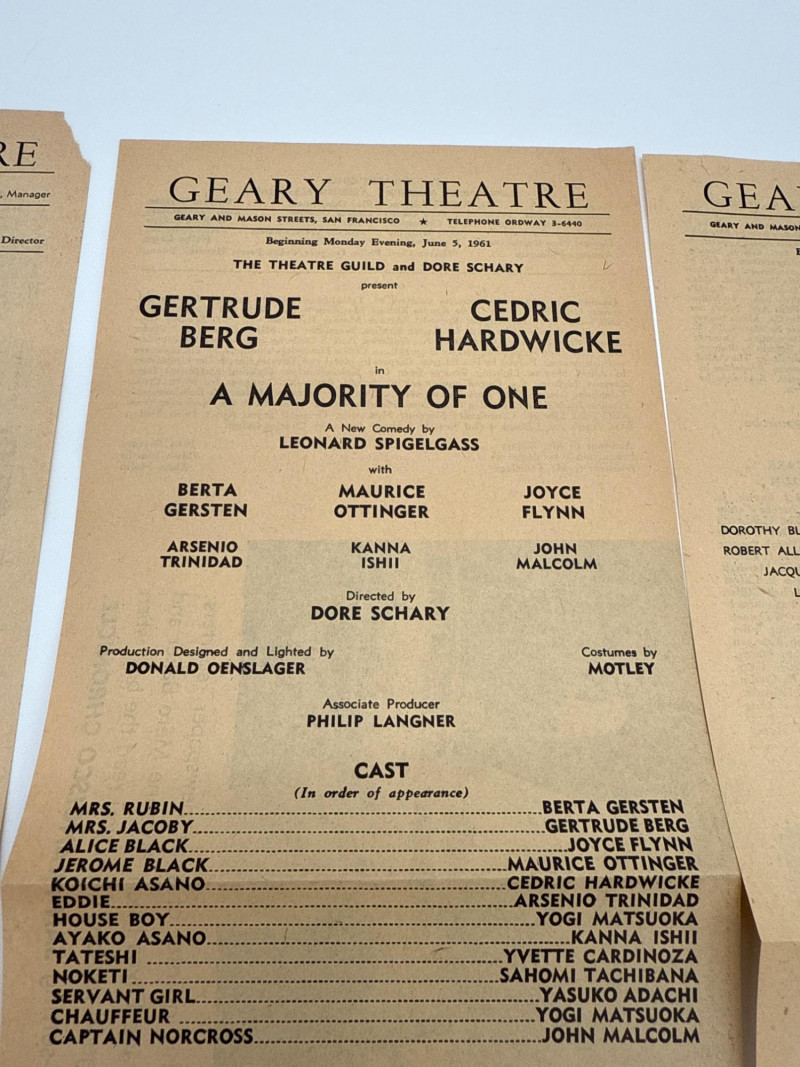 RE
, Manager
Director
GEARY THEATRE
GEARY AND MASON STREETS, SAN FRANCISCO ★ TELEPHONE ORDWAY 3-6440
Beginning Monday Evening, June 5, 1961
THE THEATRE GUILD and DORE SCHARY
present
GERTRUDE BERG
CEDRIC HARDWICKE
in
A MAJORITY OF ONE
A New Comedy by
LEONARD SPIGELGASS
with
BERTA GERSTEN
MAURICE OTTINGER
JOYCE FLYNN
ARSENIO TRINIDAD
KANNA ISHII
JOHN MALCOLM
Directed by
DORE SCHARY
Production Designed and Lighted by
DONALD OENSLAGER
Costumes by
MOTLEY
Associate Producer
PHILIP LANGNER
CAST
(In order of appearance)
MRS. RUBIN....BERTA GERSTEN
MRS. JACOBY....GERTRUDE BERG
ALICE BLACK....JOYCE FLYNN
JEROME BLACK....MAURICE OTTINGER
KOICHI ASANO....CEDRIC HARDWICKE
EDDIE....ARSENIO TRINIDAD
HOUSE BOY....YOGI MATSUOKA
AYAKO ASANO....KANNA ISHII
TATESHI....YVETTE CARDINOZA
NOKETI....SAHOMI TACHIBANA
SERVANT GIRL....YASUKO ADACHI
CHAUFFEUR....YOGI MATSUOKA
CAPTAIN NORCROSS....JOHN MALCOLM
GEA
GEARY AND MASON
DOROTHY BU
ROBERT ALL
JACQU
L